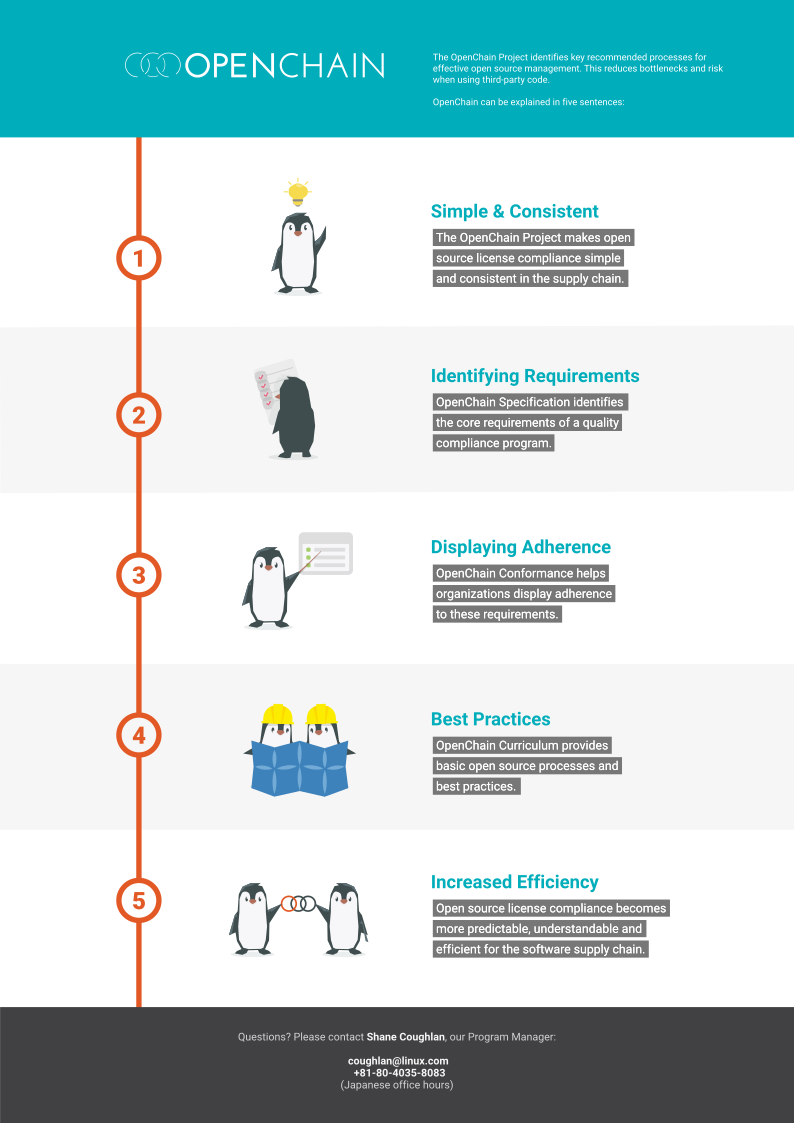 OPENCHAIN
The OpenChain Project identifies key recommended processes for
effective open source management. This reduces bottlenecks and risk
when using third-party code.
OpenChain can be explained in five sentences:
1
Simple & Consistent
The OpenChain Project makes open
source license compliance simple
and consistent in the supply chain.
2
Identifying Requirements
OpenChain Specification identifies
the core requirements of a quality
compliance program.
3
Displaying Adherence
OpenChain Conformance helps
organizations display adherence
to these requirements.
4
Best Practices
OpenChain Curriculum provides
basic open source processes and
best practices.
5
Increased Efficiency
Open source license compliance becomes
more predictable, understandable and
efficient for the software supply chain.
Questions? Please contact Shane Coughlan, our Program Manager:
coughlan@linux.com
+81-80-4035-8083
(Japanese office hours)